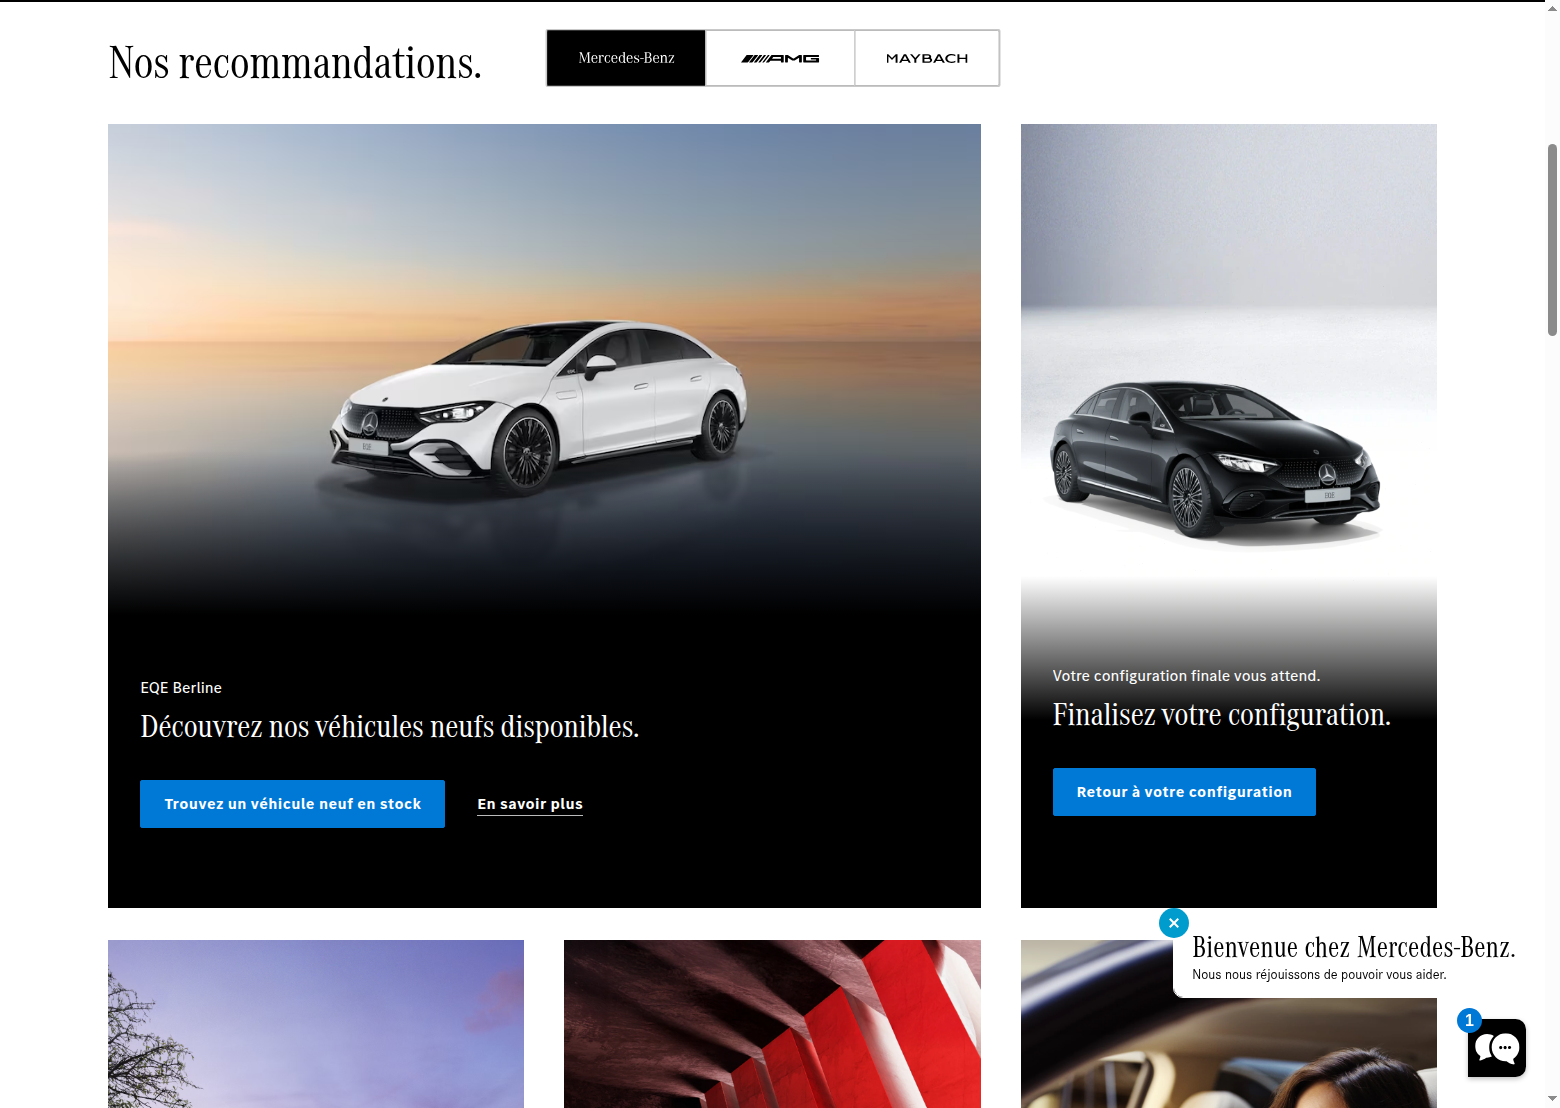 Nos recommandations.
Mercedes-Benz
AMG
MAYBACH
EQE
EQE
EQE Berline
Découvrez nos véhicules neufs disponibles.
Trouvez un véhicule neuf en stock
En savoir plus
Votre configuration finale vous attend.
Finalisez votre configuration.
Retour à votre configuration
Bienvenue chez Mercedes-Benz.
Nous nous réjouissons de pouvoir vous aider.
1